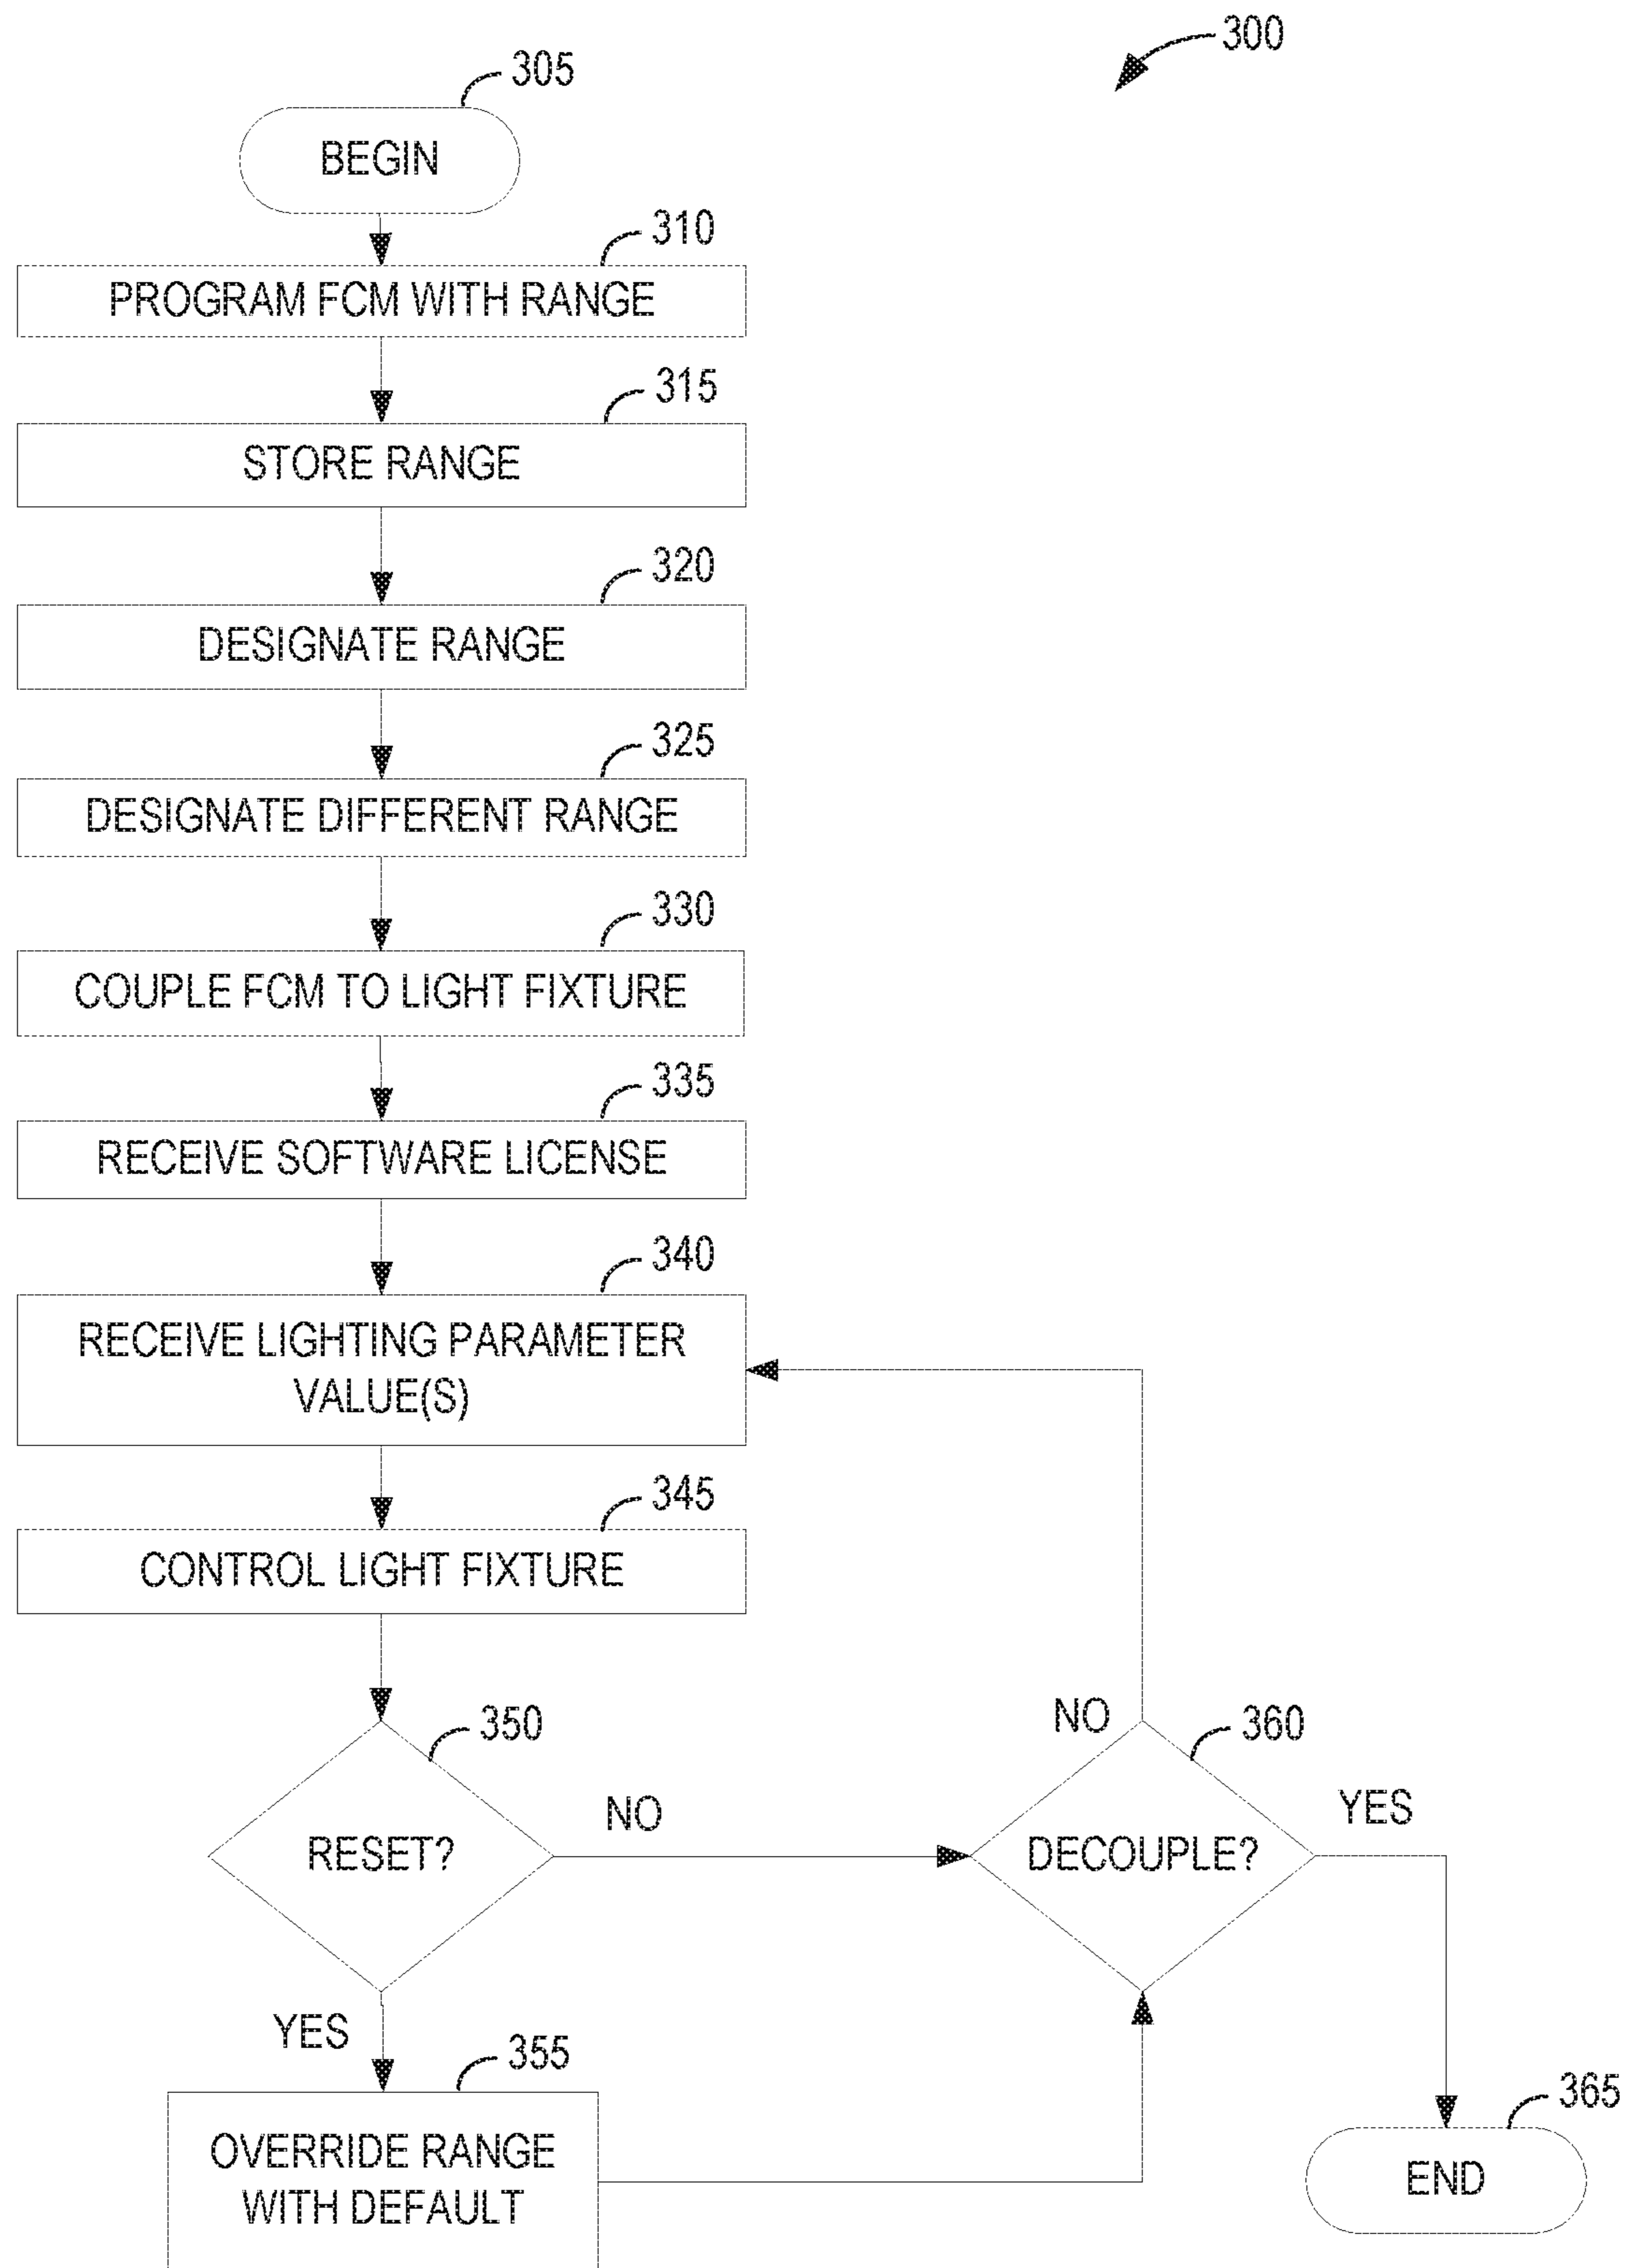 300
305
BEGIN
310
PROGRAM FCM WITH RANGE
315
STORE RANGE
320
DESIGNATE RANGE
325
DESIGNATE DIFFERENT RANGE
330
COUPLE FCM TO LIGHT FIXTURE
335
RECEIVE SOFTWARE LICENSE
340
RECEIVE LIGHTING PARAMETER
VALUE(S)
345
CONTROL LIGHT FIXTURE
350
RESET?
NO
NO
360
DECOUPLE?
YES
YES
355
OVERRIDE RANGE
WITH DEFAULT
365
END